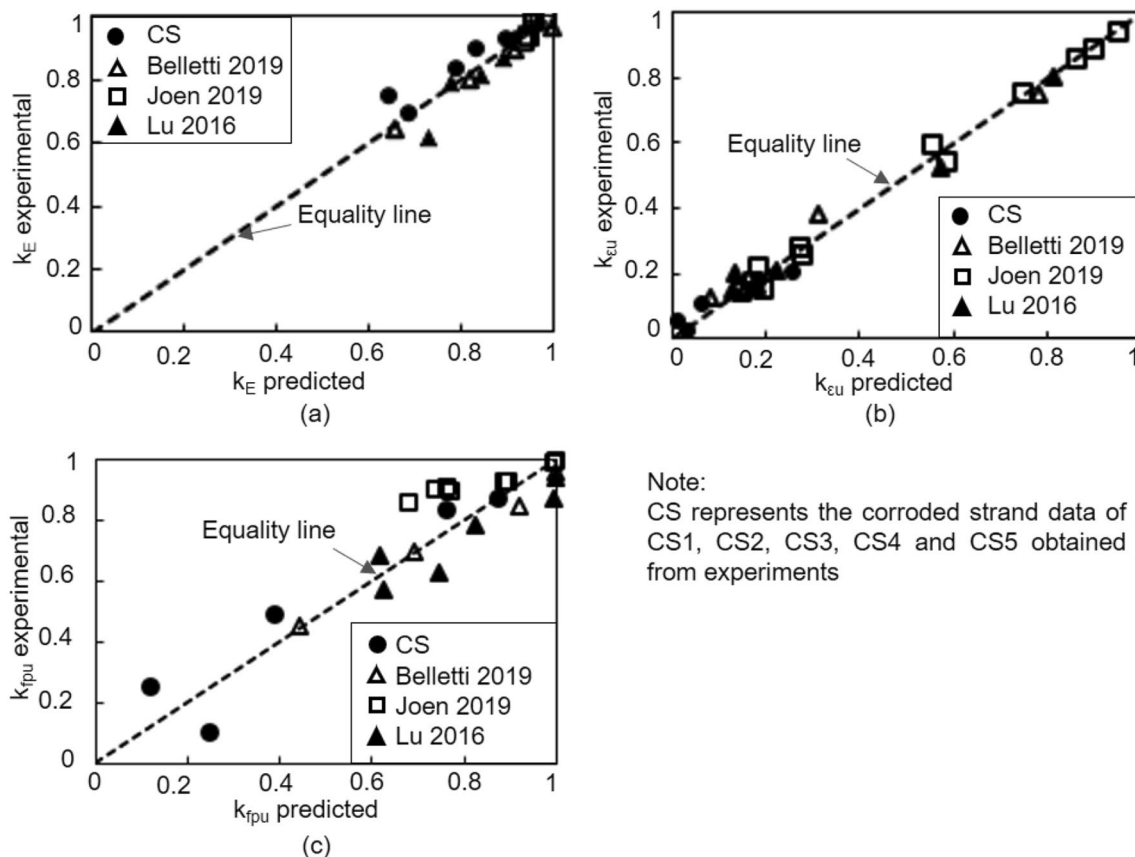 1
0.8
0.6
0.4
0.2
0
k_E experimental
CS
Belletti 2019
Joen 2019
Lu 2016
Equality line
0 0.2 0.4 0.6 0.8 1
k_E predicted
(a)
1
0.8
0.6
0.4
0.2
0
k_εu experimental
Equality line
CS
Belletti 2019
Joen 2019
Lu 2016
0 0.2 0.4 0.6 0.8 1
k_εu predicted
(b)
1
0.8
0.6
0.4
0.2
0
k_fpu experimental
Equality line
CS
Belletti 2019
Joen 2019
Lu 2016
0 0.2 0.4 0.6 0.8 1
k_fpu predicted
(c)
Note:
CS represents the corroded strand data of
CS1, CS2, CS3, CS4 and CS5 obtained
from experiments